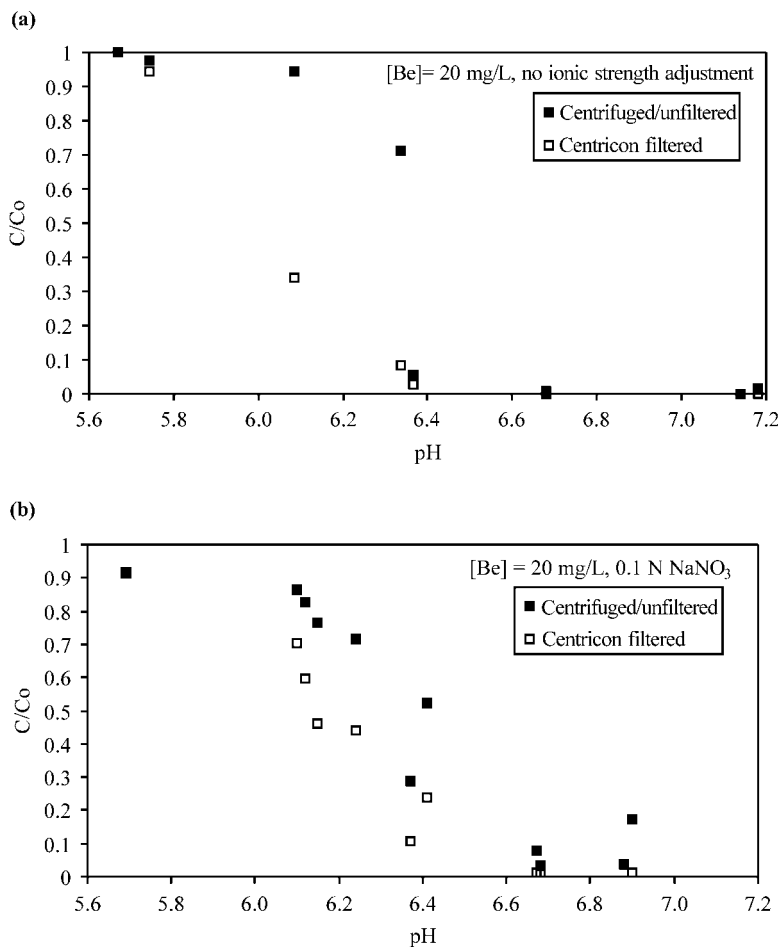 (a)
1
0.9
0.8
0.7
0.6
0.5
0.4
0.3
0.2
0.1
0
C/Co
[Be]= 20 mg/L, no ionic strength adjustment
Centrifuged/unfiltered
Centricon filtered
5.6 5.8 6.0 6.2 6.4 6.6 6.8 7.0 7.2
pH
(b)
1
0.9
0.8
0.7
0.6
0.5
0.4
0.3
0.2
0.1
0
C/Co
[Be] = 20 mg/L, 0.1 N NaNO₃
Centrifuged/unfiltered
Centricon filtered
5.6 5.8 6.0 6.2 6.4 6.6 6.8 7.0 7.2
pH